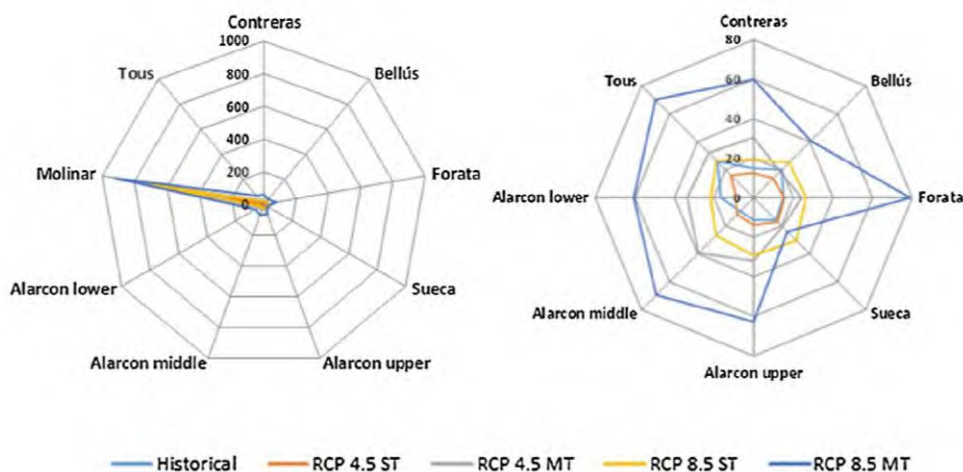 Contreras
1000
800
600
400
200
0
Bellús
Forata
Sueca
Alarcon upper
Alarcon middle
Alarcon lower
Molinar
Tous
Contreras
80
60
40
20
0
Bellús
Forata
Sueca
Alarcon upper
Alarcon middle
Alarcon lower
Tous
Historical RCP 4.5 ST RCP 4.5 MT RCP 8.5 ST RCP 8.5 MT